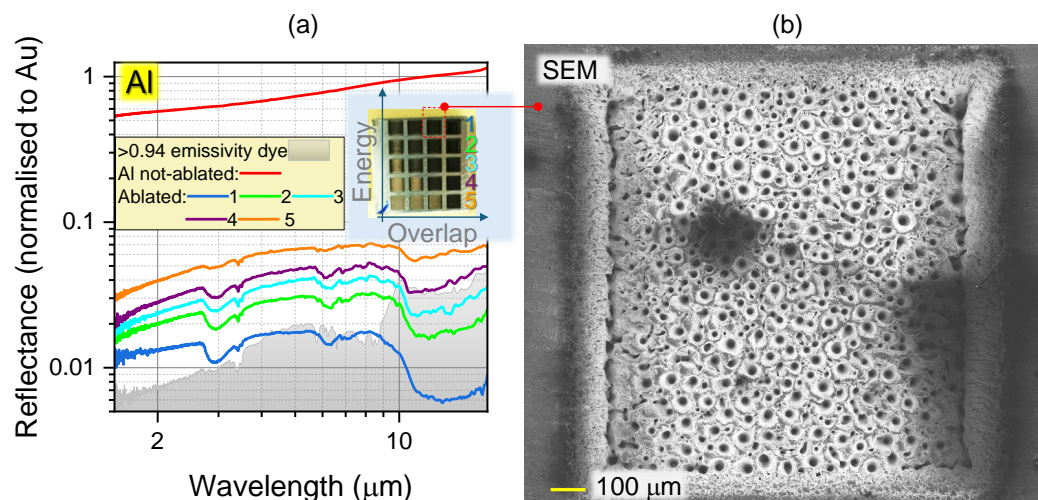 (a)
(b)
Reflectance (normalised to Au)
1
0.1
0.01
Al
>0.94 emissivity dye
Al not-ablated:
Ablated: 1 2 3
4 5
Energy
Overlap
1
2
3
4
5
2
10
Wavelength (μm)
SEM
100 μm